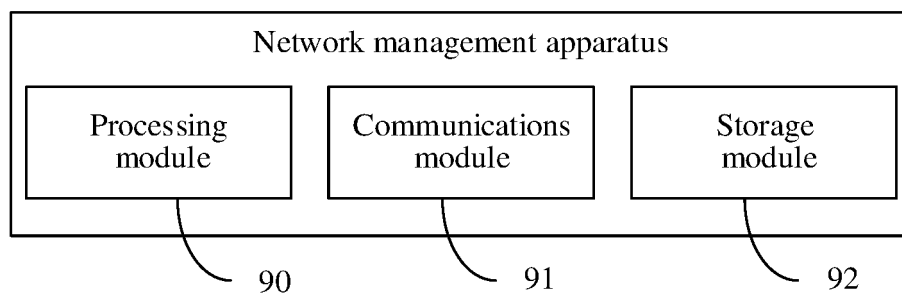 Network management apparatus
Processing
module
Communications
module
Storage
module
90
91
92